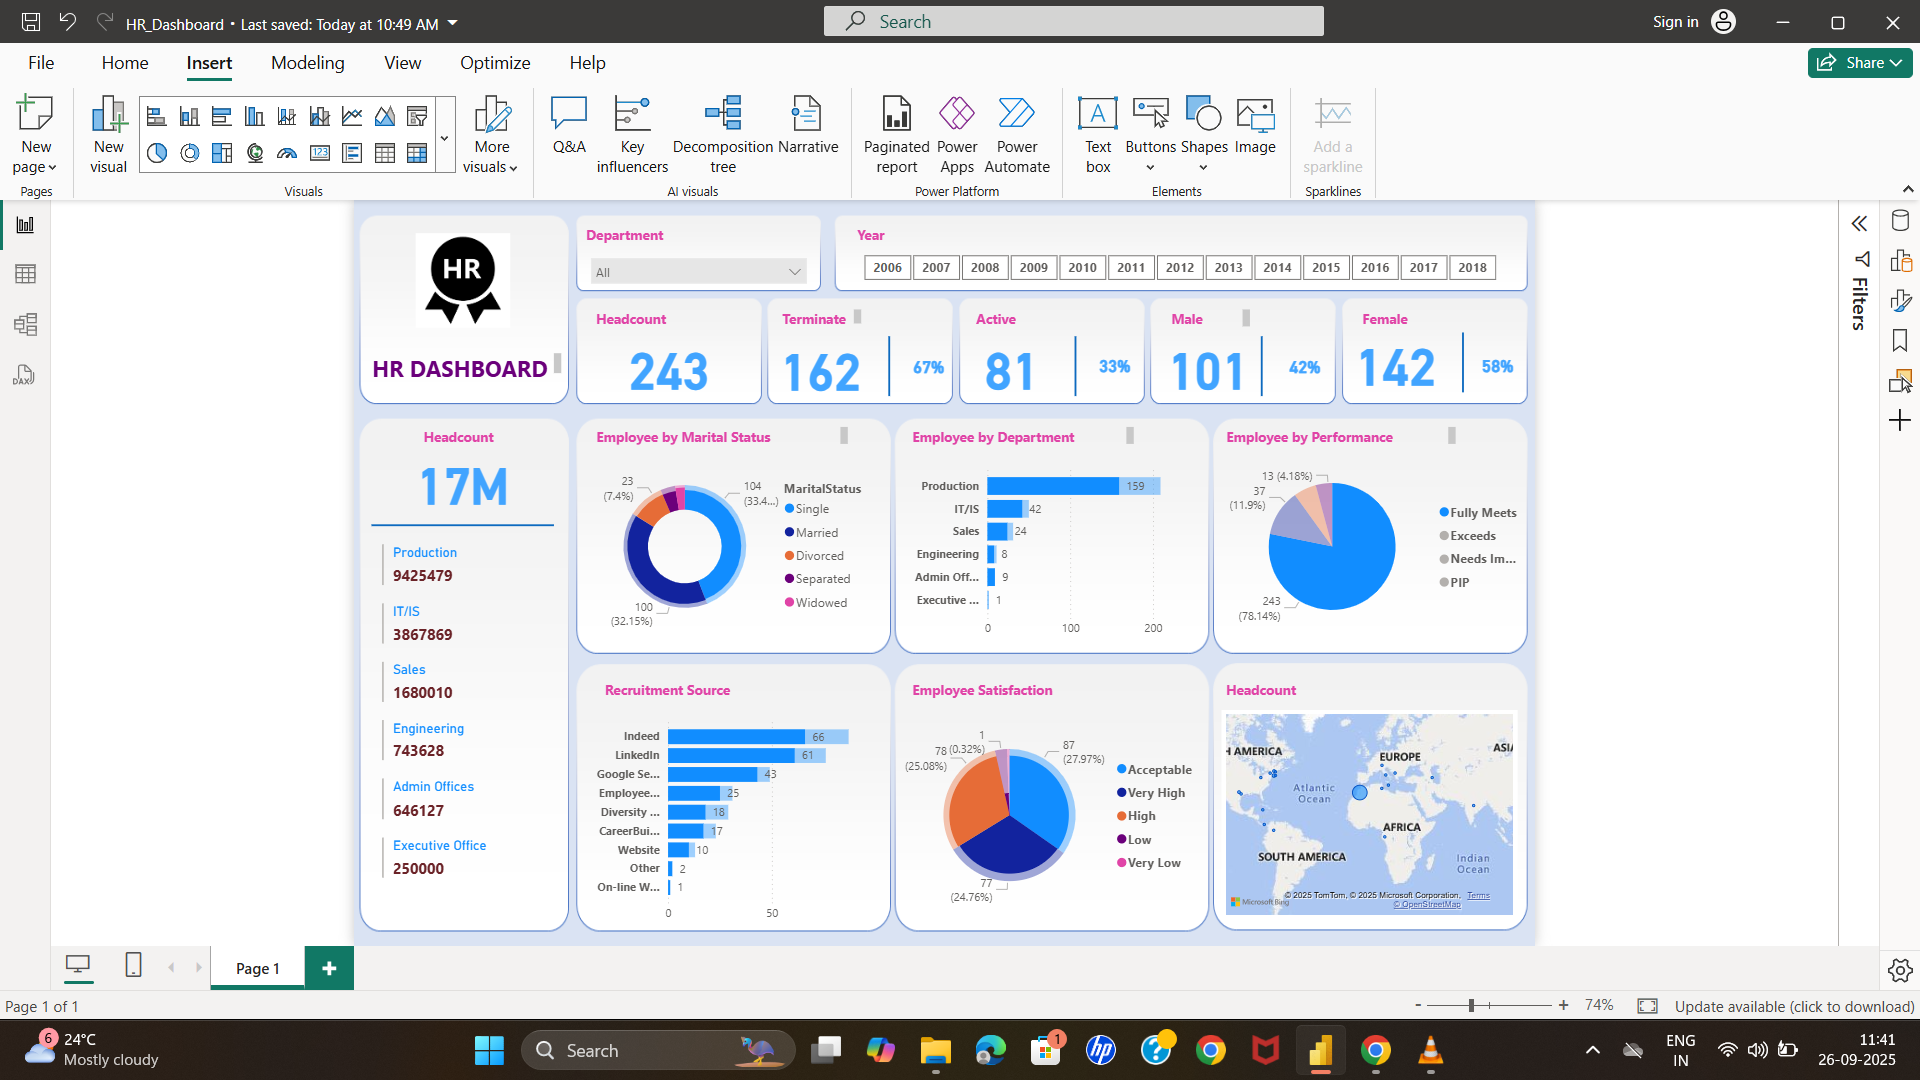 HR_Dashboard • Last saved: Today at 10:49 AM
Search
Sign in
File Home Insert Modeling View Optimize Help
Share
New page
New visual
More visuals
Q&A
Key influencers
Decomposition tree
Narrative
Paginated report
Power Apps
Power Automate
Text box
Buttons
Shapes
Image
Add a sparkline
123
A
Pages
Visuals
AI visuals
Power Platform
Elements
Sparklines
DAX
Filters
HR
HR DASHBOARD
Department
All
Year
2006 2007 2008 2009 2010 2011 2012 2013 2014 2015 2016 2017 2018
Headcount
243
Terminate
162
67%
Active
81
33%
Male
101
42%
Female
142
58%
Headcount
17M
Production
9425479
IT/IS
3867869
Sales
1680010
Engineering
743628
Admin Offices
646127
Executive Office
250000
Employee by Marital Status
23
(7.4%)
104
(33.4...)
100
(32.15%)
MaritalStatus
Single
Married
Divorced
Separated
Widowed
Employee by Department
Production 159
IT/IS 42
Sales 24
Engineering 8
Admin Off... 9
Executive ... 1
0 100 200
Employee by Performance
13 (4.18%)
37
(11.9%)
243
(78.14%)
Fully Meets
Exceeds
Needs Im...
PIP
Recruitment Source
Indeed 66
LinkedIn 61
Google Se... 43
Employee... 25
Diversity ... 18
CareerBui... 17
Website 10
Other 2
On-line W... 1
0 50
Employee Satisfaction
1
(0.32%)
78
(25.08%)
87
(27.97%)
77
(24.76%)
Acceptable
Very High
High
Low
Very Low
Headcount
H AMERICA
EUROPE
ASI
Atlantic
Ocean
AFRICA
SOUTH AMERICA
Indian
Ocean
Microsoft Bing
© 2025 TomTom, © 2025 Microsoft Corporation, Terms
© OpenStreetMap
Page 1
Page 1 of 1
- + 74%
Update available (click to download)
6
24°C
Mostly cloudy
Search
1
hp
?
ENG
IN
11:41
26-09-2025